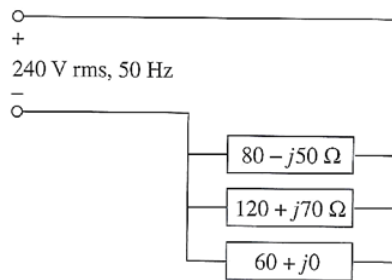 +
240 V rms, 50 Hz
−
80 − j50 Ω
120 + j70 Ω
60 + j0